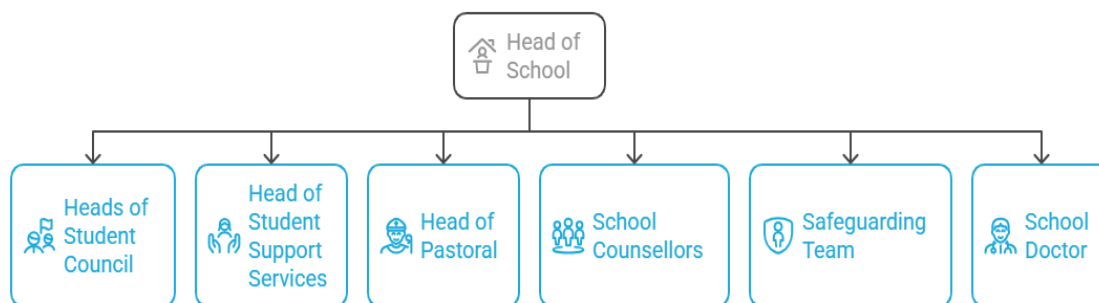 Head of
School
Heads of
Student
Council
Head of
Student
Support
Services
Head of
Pastoral
School
Counsellors
Safeguarding
Team
School
Doctor